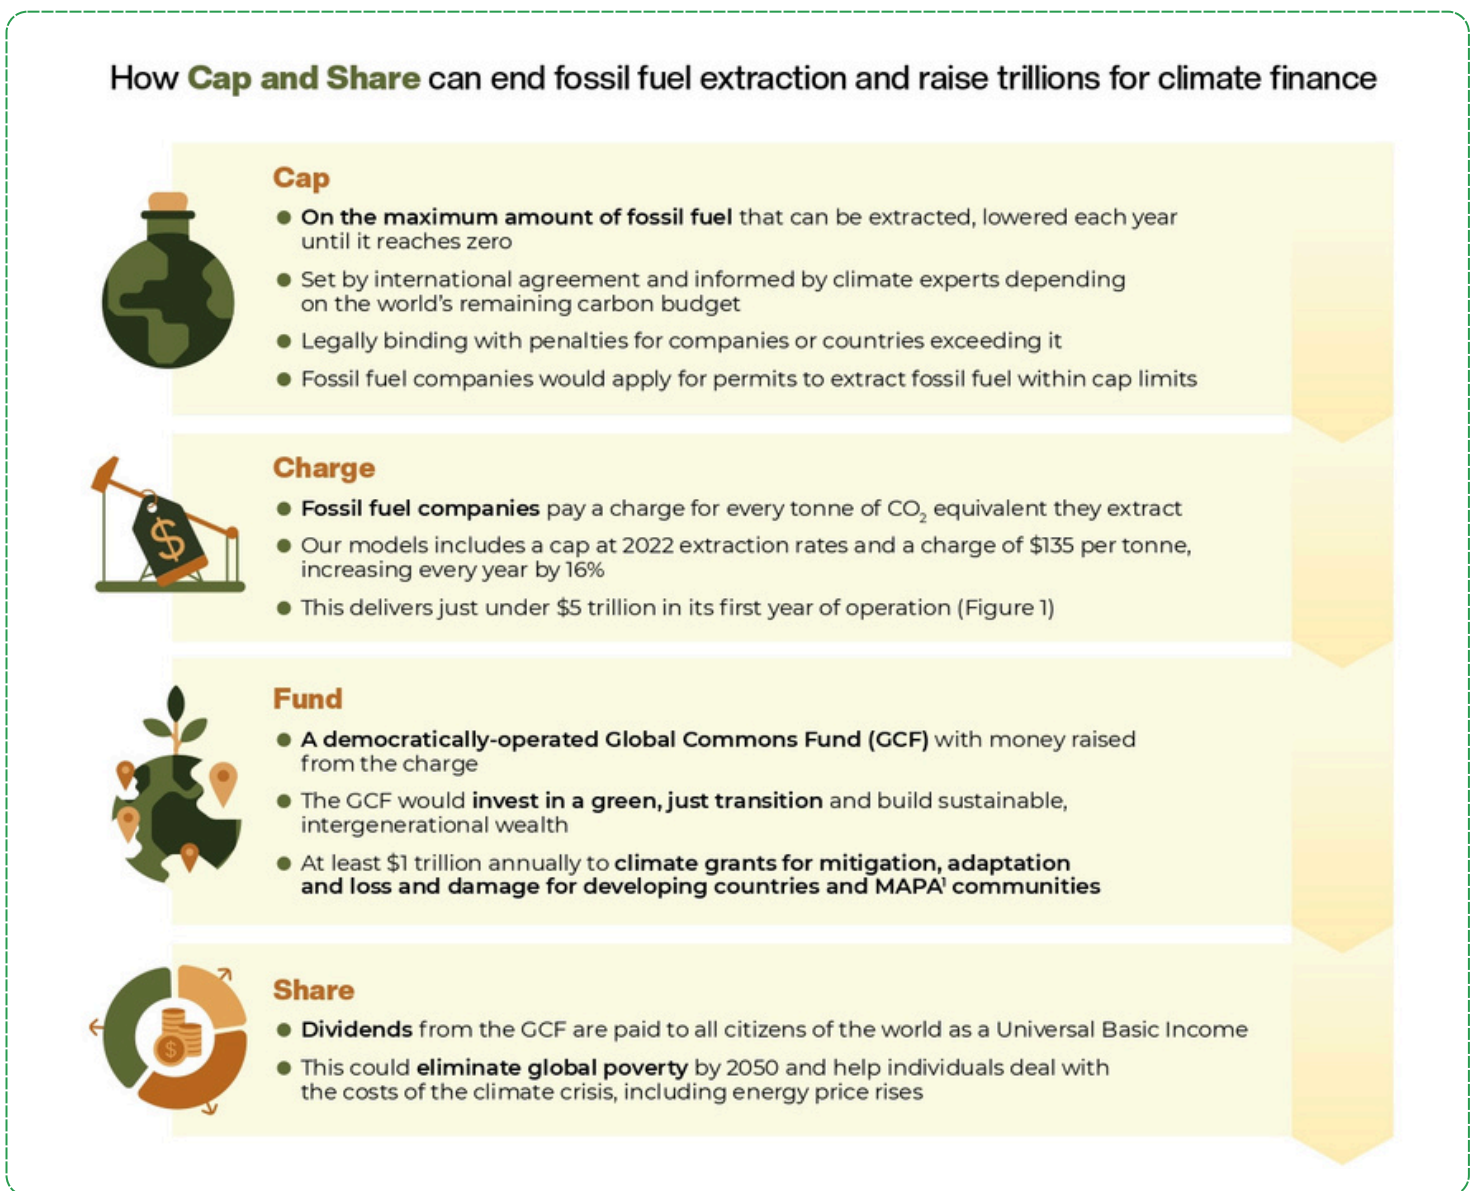 How Cap and Share can end fossil fuel extraction and raise trillions for climate finance
Cap
● On the maximum amount of fossil fuel that can be extracted, lowered each year
until it reaches zero
● Set by international agreement and informed by climate experts depending
on the world's remaining carbon budget
● Legally binding with penalties for companies or countries exceeding it
● Fossil fuel companies would apply for permits to extract fossil fuel within cap limits
$
Charge
● Fossil fuel companies pay a charge for every tonne of CO₂ equivalent they extract
● Our models includes a cap at 2022 extraction rates and a charge of $135 per tonne,
increasing every year by 16%
● This delivers just under $5 trillion in its first year of operation (Figure 1)
Fund
● A democratically-operated Global Commons Fund (GCF) with money raised
from the charge
● The GCF would invest in a green, just transition and build sustainable,
intergenerational wealth
● At least $1 trillion annually to climate grants for mitigation, adaptation
and loss and damage for developing countries and MAPA¹ communities
$
Share
● Dividends from the GCF are paid to all citizens of the world as a Universal Basic Income
● This could eliminate global poverty by 2050 and help individuals deal with
the costs of the climate crisis, including energy price rises